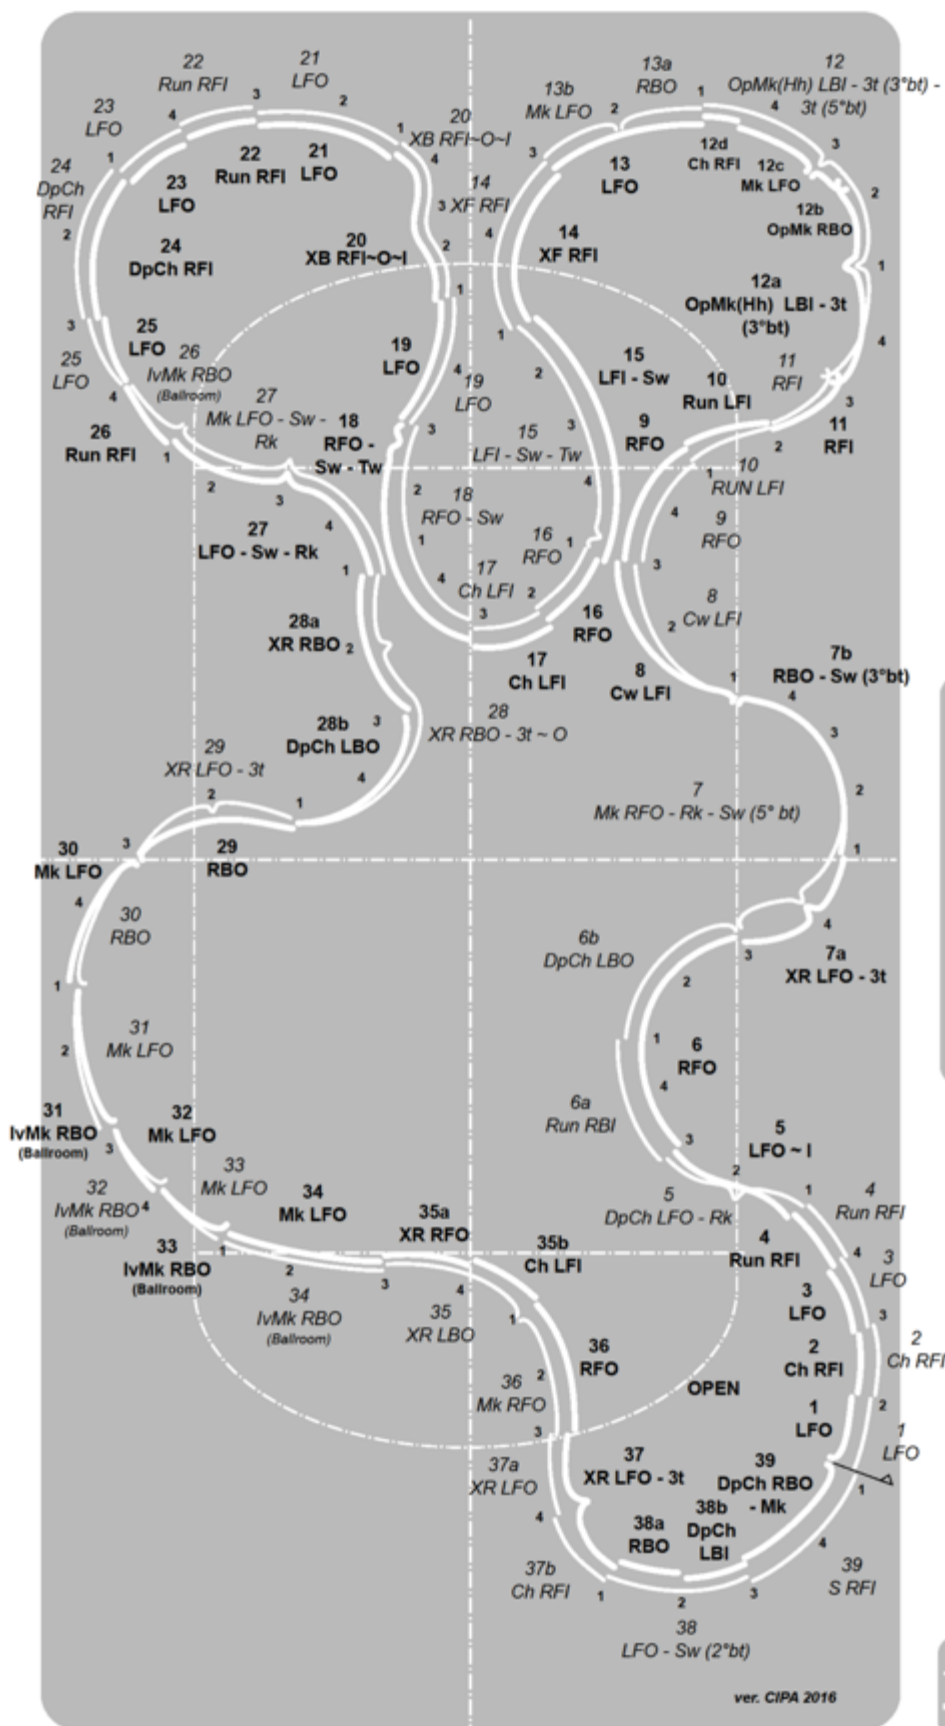 22
Run RFI
21
LFO
23
LFO
20
XB RFI~O~I
24
DpCh
RFI
22
Run RFI
21
LFO
23
LFO
24
DpCh RFI
20
XB RFI~O~I
13a
RBO
13b
Mk LFO
12
OpMk(Hh) LBI - 3t (3°bt) -
3t (5°bt)
14
XF RFI
13
LFO
12d
Ch RFI
12c
Mk LFO
12b
OpMk RBO
14
XF RFI
12a
OpMk(Hh) LBI - 3t
(3°bt)
25
LFO
25
LFO
26
IvMk RBO
(Ballroom)
26
Run RFI
27
Mk LFO - Sw -
Rk
27
LFO - Sw - Rk
19
LFO
19
LFO
18
RFO -
Sw - Tw
18
RFO - Sw
15
LFI - Sw
15
LFI - Sw - Tw
10
Run LFI
11
RFI
11
RFI
9
RFO
10
RUN LFI
9
RFO
16
RFO
17
Ch LFI
16
RFO
17
Ch LFI
8
Cw LFI
8
Cw LFI
7b
RBO - Sw (3°bt)
28a
XR RBO
28b
DpCh LBO
28
XR RBO - 3t ~ O
29
XR LFO - 3t
29
RBO
7
Mk RFO - Rk - Sw (5° bt)
30
Mk LFO
30
RBO
7a
XR LFO - 3t
6b
DpCh LBO
6
RFO
6a
Run RBI
31
Mk LFO
31
IvMk RBO
(Ballroom)
32
Mk LFO
32
IvMk RBO
(Ballroom)
33
Mk LFO
33
IvMk RBO
(Ballroom)
34
Mk LFO
34
IvMk RBO
(Ballroom)
35a
XR RFO
35
XR LBO
35b
Ch LFI
5
LFO ~ I
5
DpCh LFO - Rk
4
Run RFI
4
Run RFI
3
LFO
3
LFO
2
Ch RFI
2
Ch RFI
36
RFO
36
Mk RFO
OPEN
1
LFO
1
LFO
37a
XR LFO
37
XR LFO - 3t
37b
Ch RFI
38a
RBO
38b
DpCh
LBI
39
DpCh RBO
- Mk
39
S RFI
38
LFO - Sw (2°bt)
ver. CIPA 2016